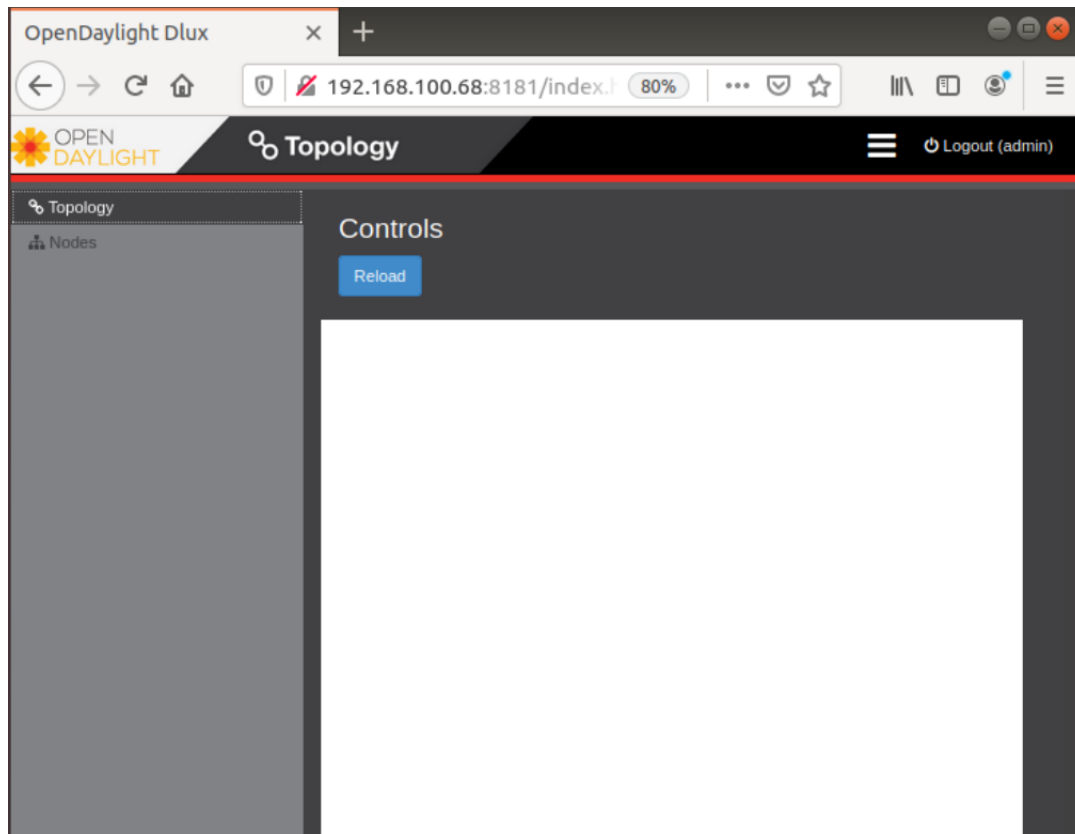 OpenDaylight Dlux
192.168.100.68:8181/index.h 80%
OPEN
DAYLIGHT
Topology
Logout (admin)
Topology
Nodes
Controls
Reload